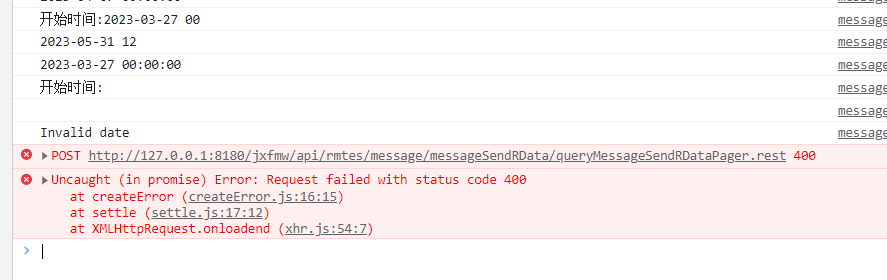 开始时间:2023-03-27 00
message
2023-05-31 12
message
2023-03-27 00:00:00
message
开始时间:
message
message
Invalid date
message
POST http://127.0.0.1:8180/jxfmw/api/rmtes/message/messageSendRData/queryMessageSendRDataPager.rest 400
Uncaught (in promise) Error: Request failed with status code 400
at createError (createError.js:16:15)
at settle (settle.js:17:12)
at XMLHttpRequest.onloadend (xhr.js:54:7)